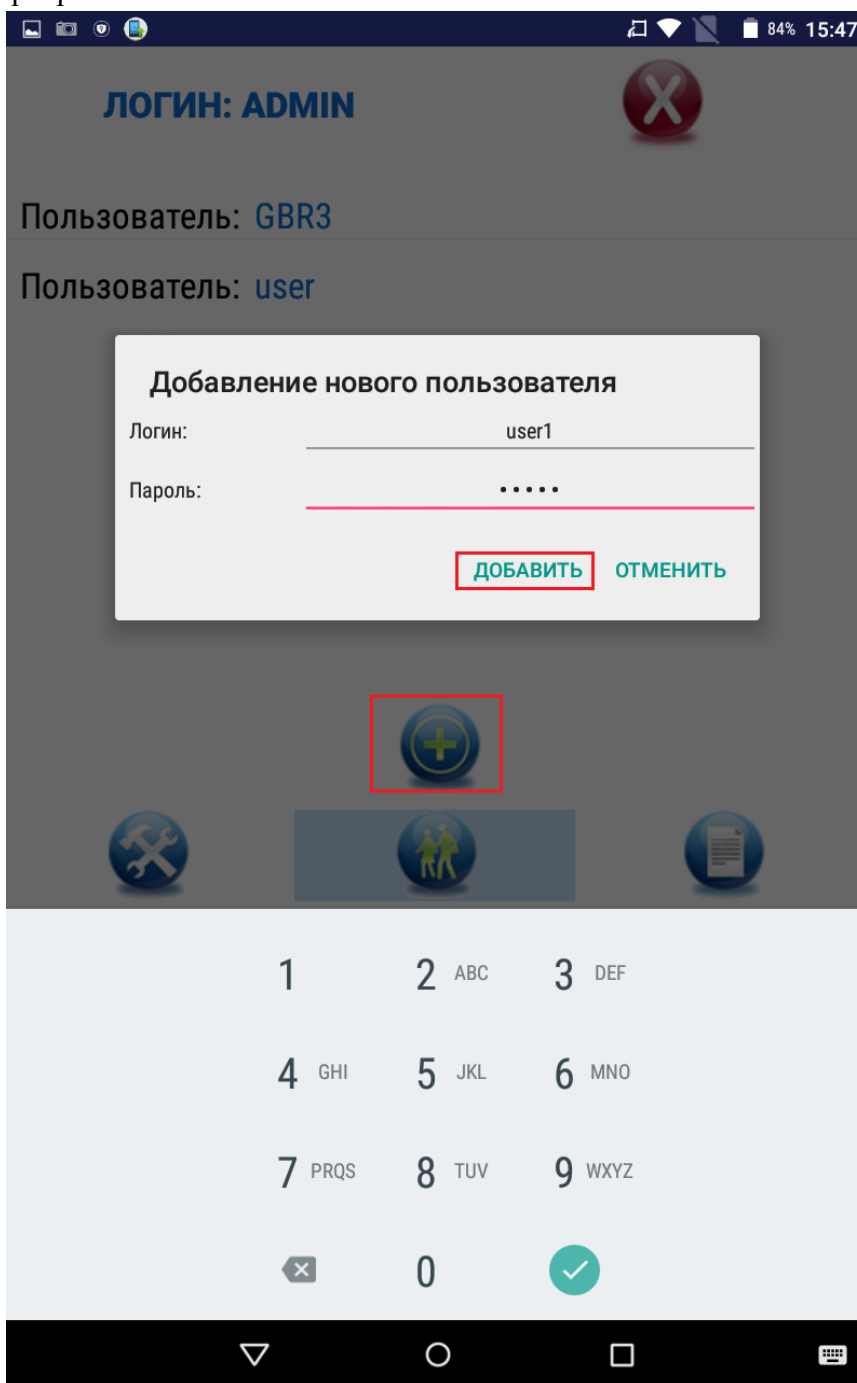 84% 15:47
ЛОГИН: ADMIN
Пользователь: GBR3
Пользователь: user
Добавление нового пользователя
Логин: user1
Пароль: •••••
ДОБАВИТЬ ОТМЕНИТЬ
1 2 ABC 3 DEF
4 GHI 5 JKL 6 MNO
7 PRQS 8 TUV 9 WXYZ
0